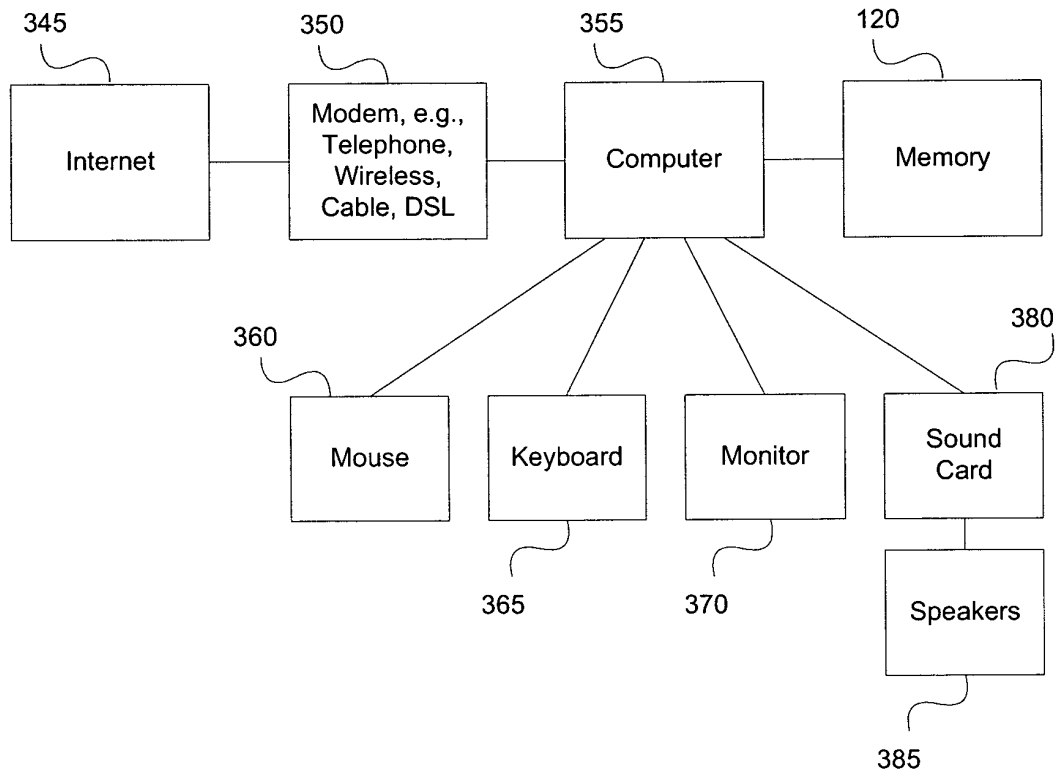 345
350
355
120
Internet
Modem, e.g.,
Telephone,
Wireless,
Cable, DSL
Computer
Memory
360
380
Mouse
Keyboard
Monitor
Sound
Card
365
370
Speakers
385